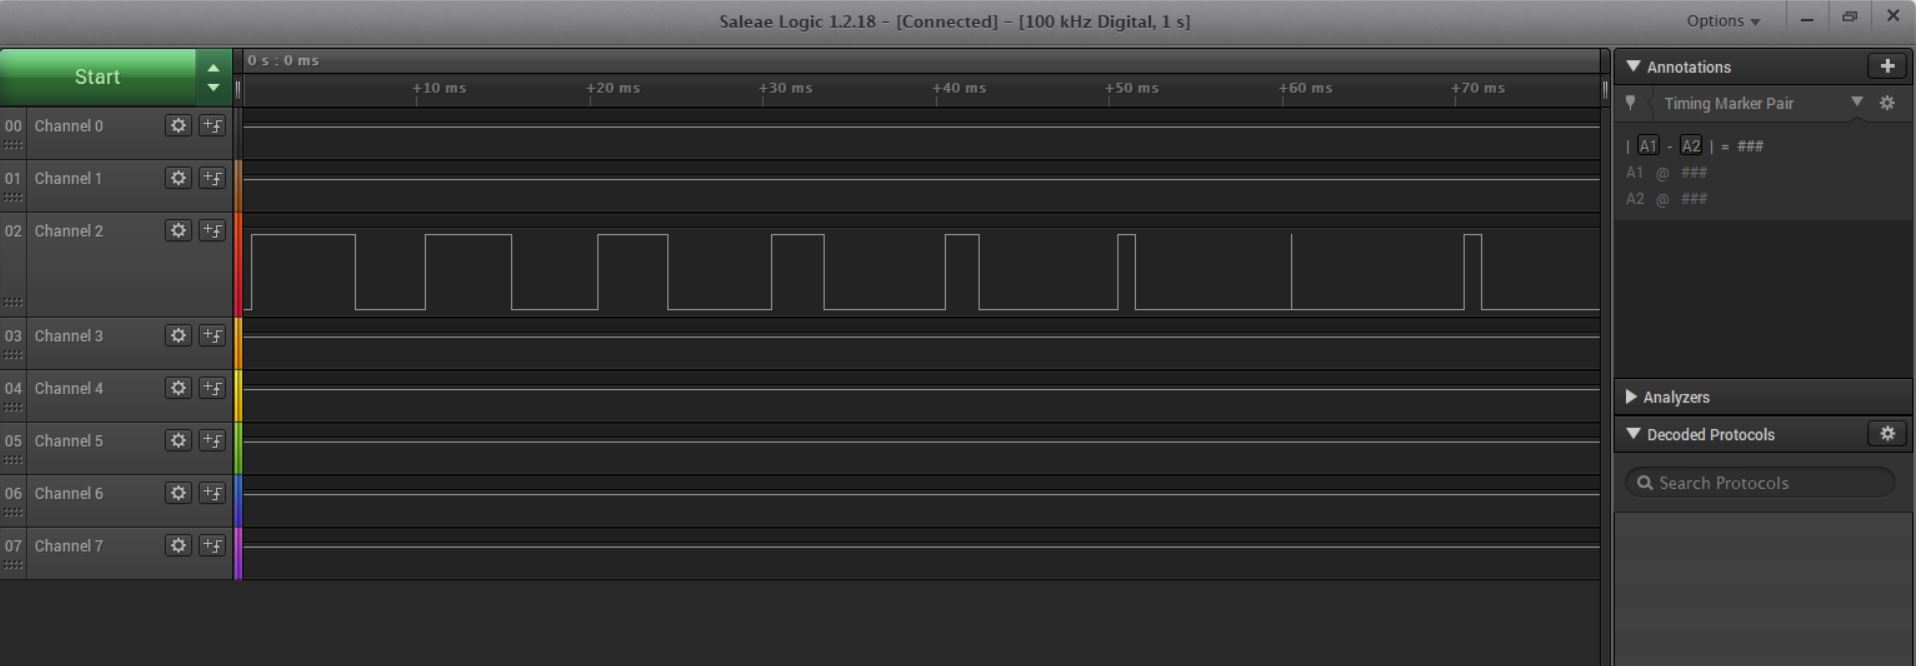 Saleae Logic 1.2.18 - [Connected] - [100 kHz Digital, 1 s]
Options
Start
0 s : 0 ms
+10 ms +20 ms +30 ms +40 ms +50 ms +60 ms +70 ms
00 Channel 0
01 Channel 1
02 Channel 2
03 Channel 3
04 Channel 4
05 Channel 5
06 Channel 6
07 Channel 7
Annotations
Timing Marker Pair
| A1 - A2 | = ###
A1 @ ###
A2 @ ###
Analyzers
Decoded Protocols
Search Protocols